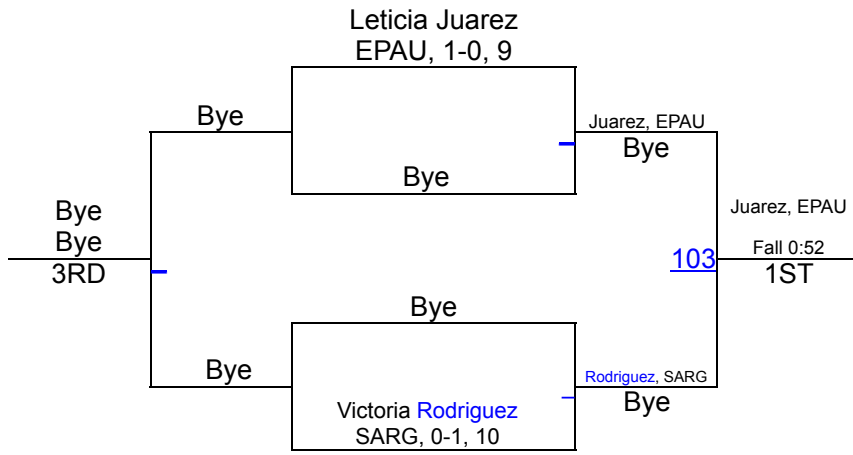 Leticia Juarez
EPAU, 1-0, 9
Bye
Juarez, EPAU
Bye
Bye
Bye
Bye
3RD
Juarez, EPAU
103
Fall 0:52
1ST
Bye
Bye
Rodriguez, SARG
Bye
Victoria Rodriguez
SARG, 0-1, 10